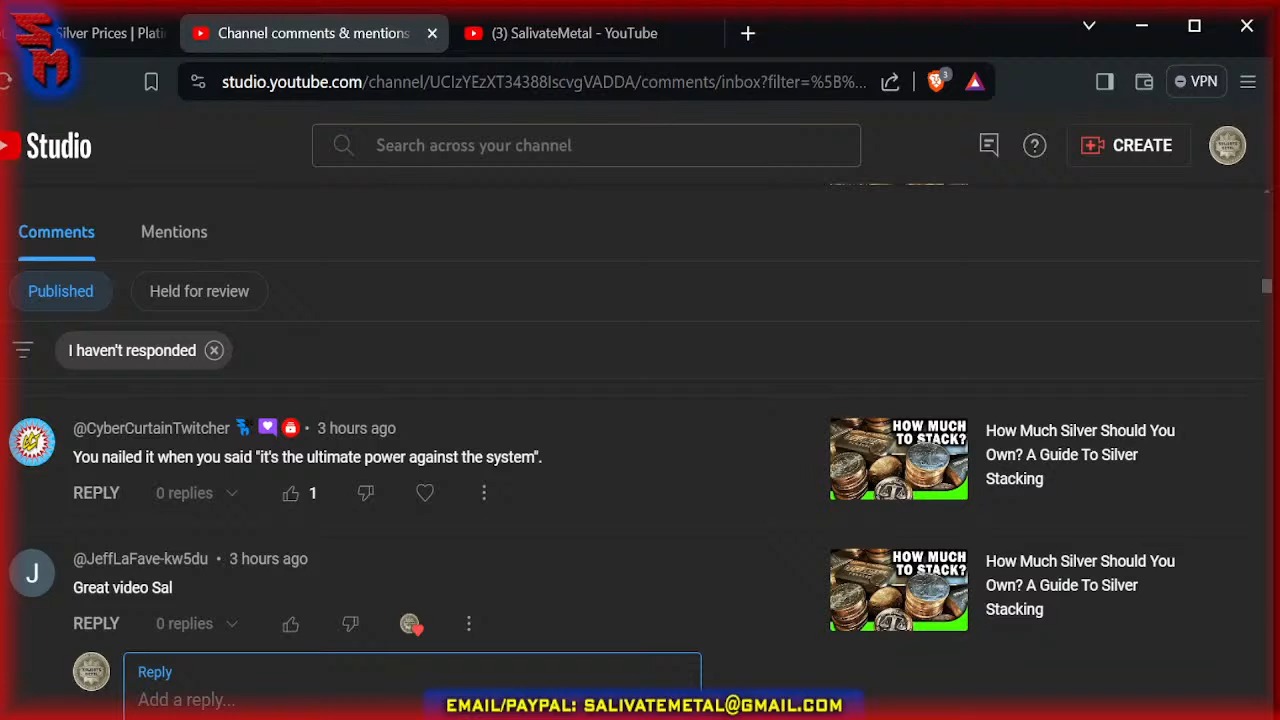 SM
Silver Prices | Plati
Channel comments & mentions
(3) SalivateMetal - YouTube
studio.youtube.com/channel/UCIzYEzXT34388IscvgVADDA/comments/inbox?filter=%5B%...
3
VPN
Studio
Search across your channel
CREATE
Comments
Mentions
Published
Held for review
I haven't responded
@CyberCurtainTwitcher • 3 hours ago
You nailed it when you said "it's the ultimate power against the system".
REPLY
0 replies
1
HOW MUCH
TO STACK?
How Much Silver Should You
Own? A Guide To Silver
Stacking
J
@JeffLaFave-kw5du • 3 hours ago
Great video Sal
REPLY
0 replies
HOW MUCH
TO STACK?
How Much Silver Should You
Own? A Guide To Silver
Stacking
Reply
Add a reply...
EMAIL/PAYPAL: SALIVATEMETAL@GMAIL.COM